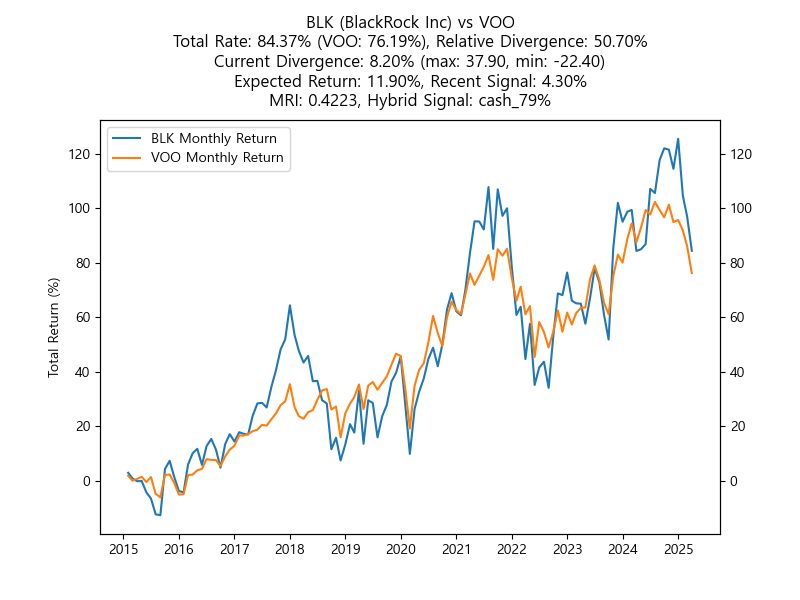 BLK (BlackRock Inc) vs VOO
Total Rate: 84.37% (VOO: 76.19%), Relative Divergence: 50.70%
Current Divergence: 8.20% (max: 37.90, min: -22.40)
Expected Return: 11.90%, Recent Signal: 4.30%
MRI: 0.4223, Hybrid Signal: cash_79%
BLK Monthly Return
VOO Monthly Return
Total Return (%)
120 120
100 100
80 80
60 60
40 40
20 20
0 0
2015 2016 2017 2018 2019 2020 2021 2022 2023 2024 2025